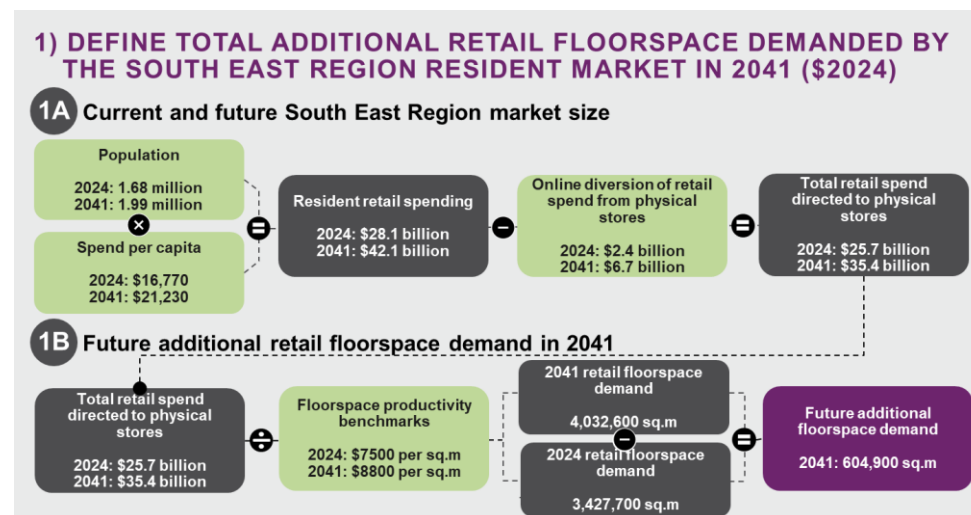 1) DEFINE TOTAL ADDITIONAL RETAIL FLOORSPACE DEMANDED BY
THE SOUTH EAST REGION RESIDENT MARKET IN 2041 ($2024)
1A Current and future South East Region market size
Population
2024: 1.68 million
2041: 1.99 million
×
Spend per capita
2024: $16,770
2041: $21,230
=
Resident retail spending
2024: $28.1 billion
2041: $42.1 billion
−
Online diversion of retail
spend from physical
stores
2024: $2.4 billion
2041: $6.7 billion
=
Total retail spend
directed to physical
stores
2024: $25.7 billion
2041: $35.4 billion
1B Future additional retail floorspace demand in 2041
Total retail spend
directed to physical
stores
2024: $25.7 billion
2041: $35.4 billion
÷
Floorspace productivity
benchmarks
2024: $7500 per sq.m
2041: $8800 per sq.m
2041 retail floorspace
demand
4,032,600 sq.m
−
2024 retail floorspace
demand
3,427,700 sq.m
=
Future additional
floorspace demand
2041: 604,900 sq.m